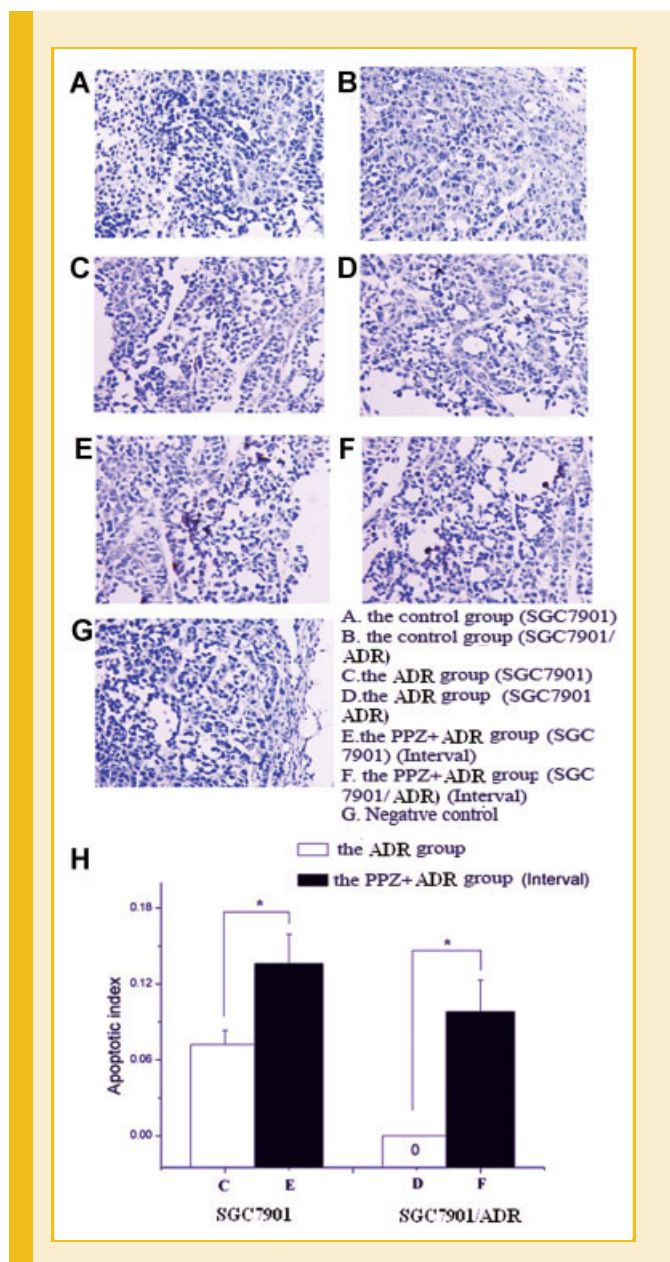 A
B
C
D
E
F
G
A. the control group (SGC7901)
B. the control group (SGC7901/
ADR)
C.the ADR group (SGC7901)
D.the ADR group (SGC7901
ADR)
E.the PPZ+ADR group (SGC
7901) (Interval)
F. the PPZ+ADR group (SGC
7901/ADR) (Interval)
G. Negative control
H
the ADR group
the PPZ+ADR group (Interval)
Apoptotic index
0.18
0.12
0.06
0.00
*
*
0
C E D F
SGC7901 SGC7901/ADR